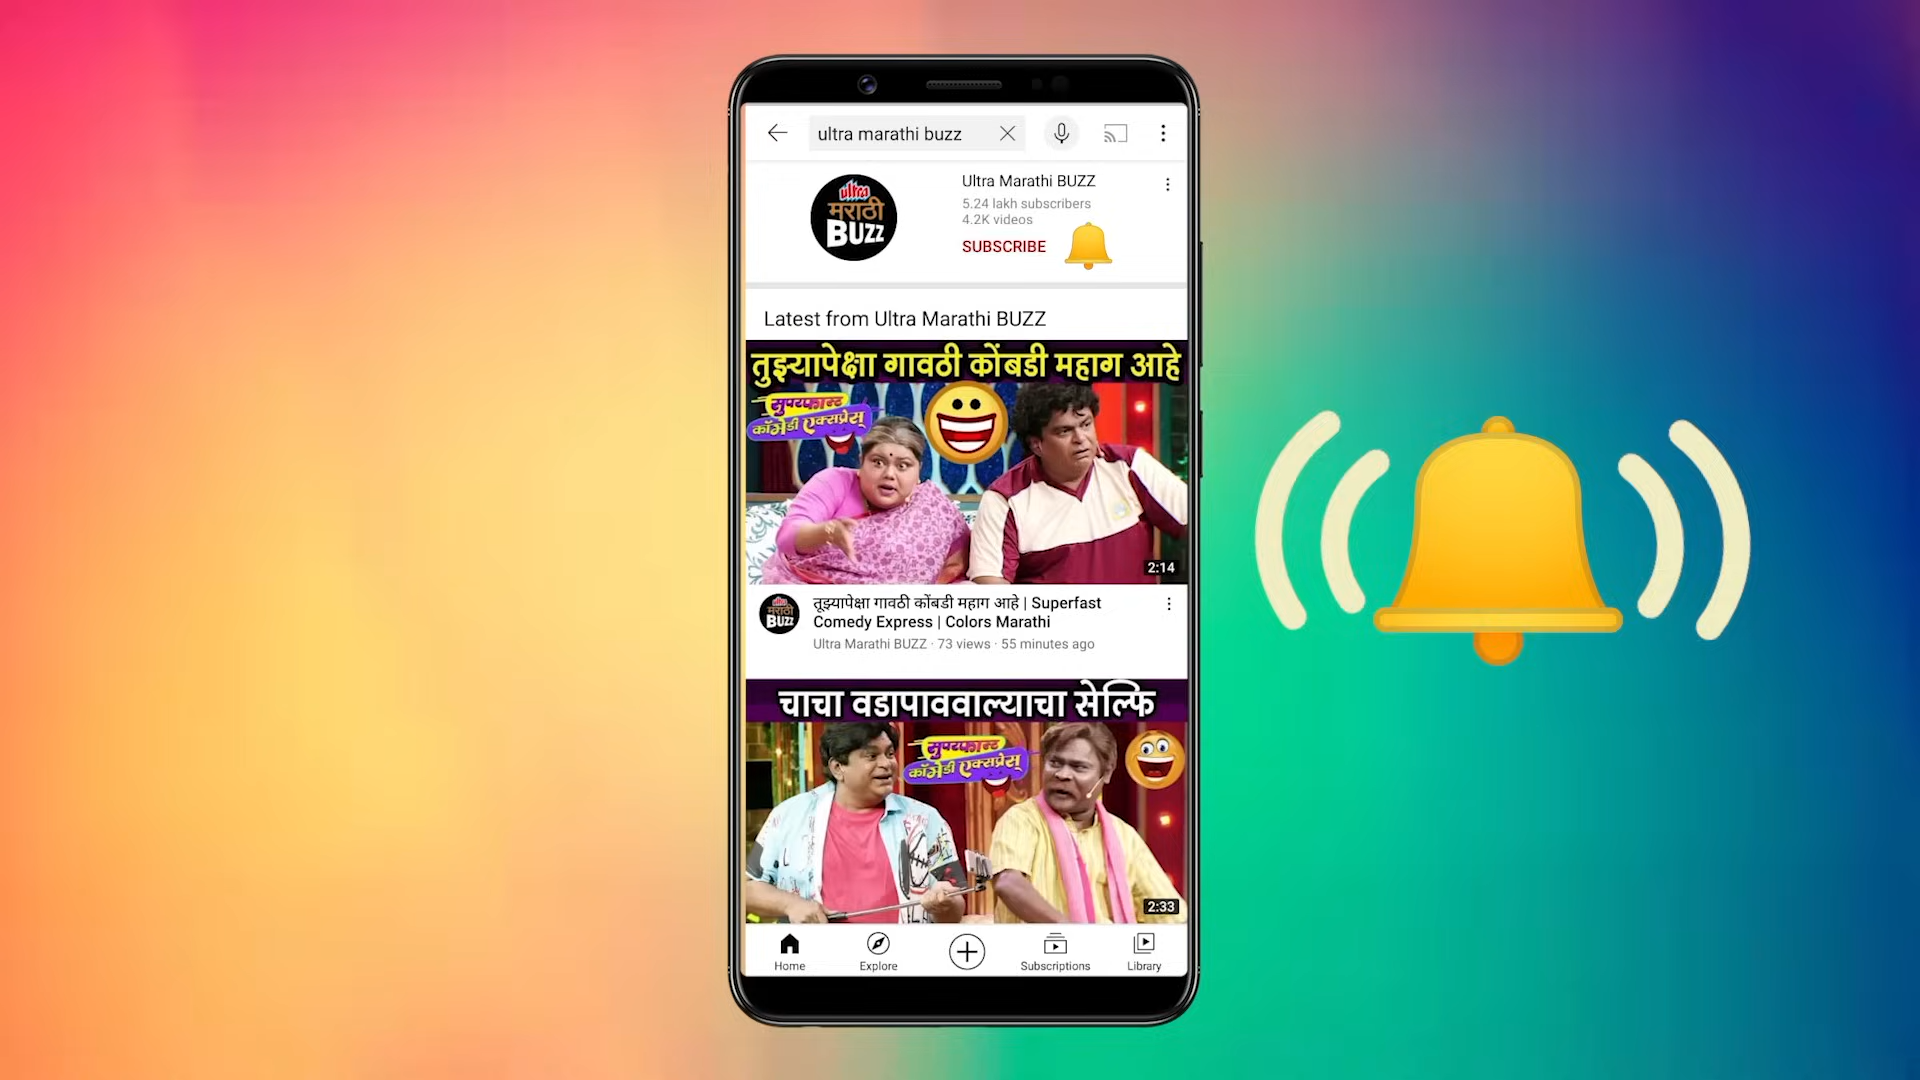 ultra marathi buzz
ultra
मराठी
BUZZ
Ultra Marathi BUZZ
5.24 lakh subscribers
4.2K videos
SUBSCRIBE
Latest from Ultra Marathi BUZZ
तुझ्यापेक्षा गावठी कोंबडी महाग आहे
सुपरफास्ट
कॉमेडी एक्सप्रेस्
2:14
ultra
मराठी
BUZZ
तूझ्यापेक्षा गावठी कोंबडी महाग आहे | Superfast
Comedy Express | Colors Marathi
Ultra Marathi BUZZ · 73 views · 55 minutes ago
चाचा वडापाववाल्याचा सेल्फि
सुपरफास्ट
कॉमेडी एक्सप्रेस्
2:33
Home
Explore
Subscriptions
Library